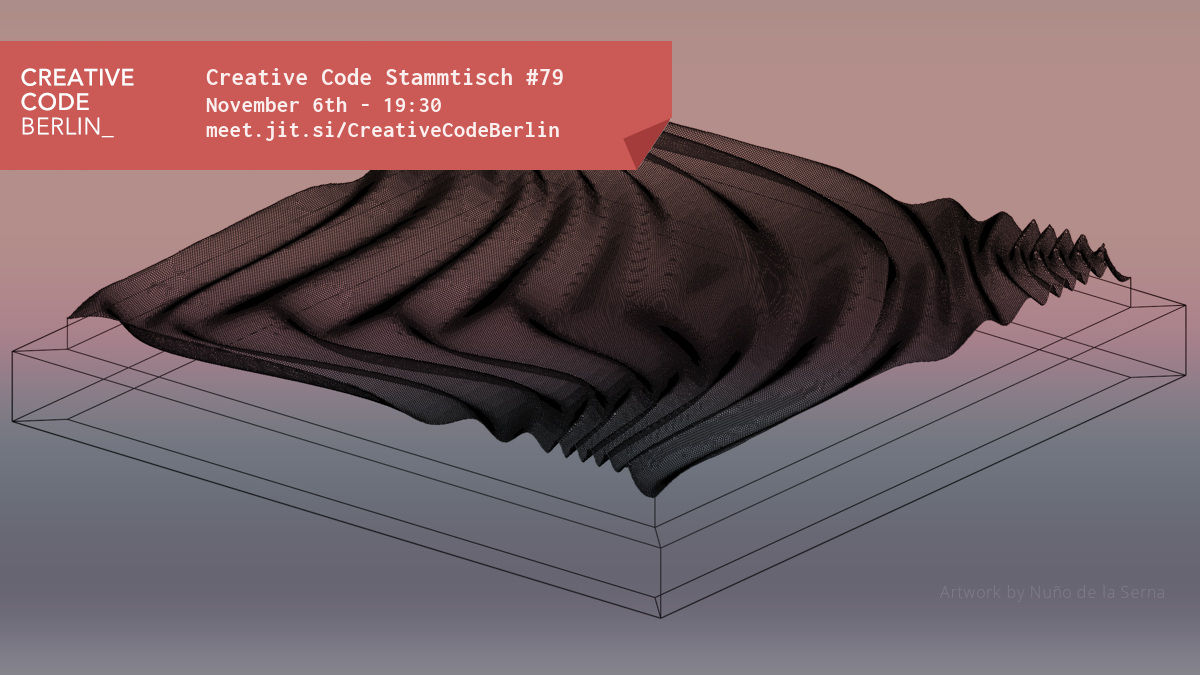 CREATIVE
CODE
BERLIN_
Creative Code Stammtisch #79
November 6th - 19:30
meet.jit.si/CreativeCodeBerlin
Artwork by Nuño de la Serna